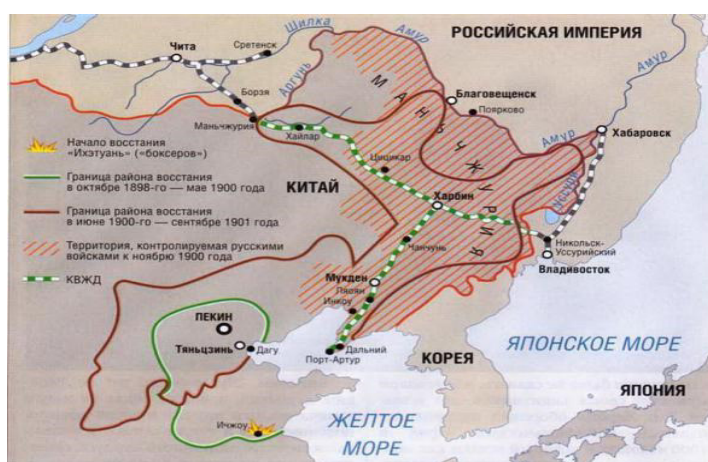 РОССИЙСКАЯ ИМПЕРИЯ
Чита
Сретенск
Шилка
Амур
Аргунь
Борзя
Маньчжурия
Хайлар
Цицикар
МАНЬЧЖУРИЯ
Благовещенск
Поярково
Амур
Хабаровск
Уссури
Харбин
Чанчунь
Никольск-
Уссурийский
Владивосток
КИТАЙ
Мукден
Ляоян
Инкоу
Дальний
Порт-Артур
ПЕКИН
Тяньцзинь
Дагу
Ичжоу
КОРЕЯ
ЯПОНСКОЕ МОРЕ
ЯПОНИЯ
ЖЕЛТОЕ
МОРЕ
Начало восстания
«Ихэтуань» («боксеров»)
Граница района восстания
в октябре 1898-го — мае 1900 года
Граница района восстания
в июне 1900-го — сентябре 1901 года
Территория, контролируемая русскими
войсками к ноябрю 1900 года
КВЖД